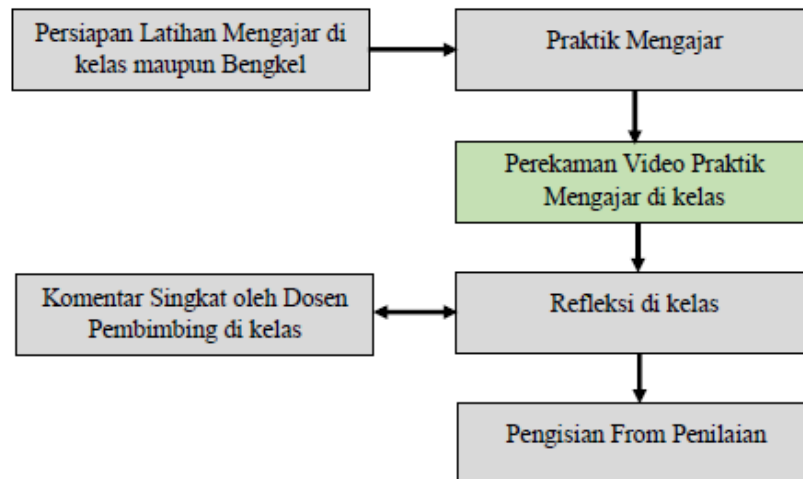 Persiapan Latihan Mengajar di
kelas maupun Bengkel
Praktik Mengajar
Perekaman Video Praktik
Mengajar di kelas
Komentar Singkat oleh Dosen
Pembimbing di kelas
Refleksi di kelas
Pengisian From Penilaian